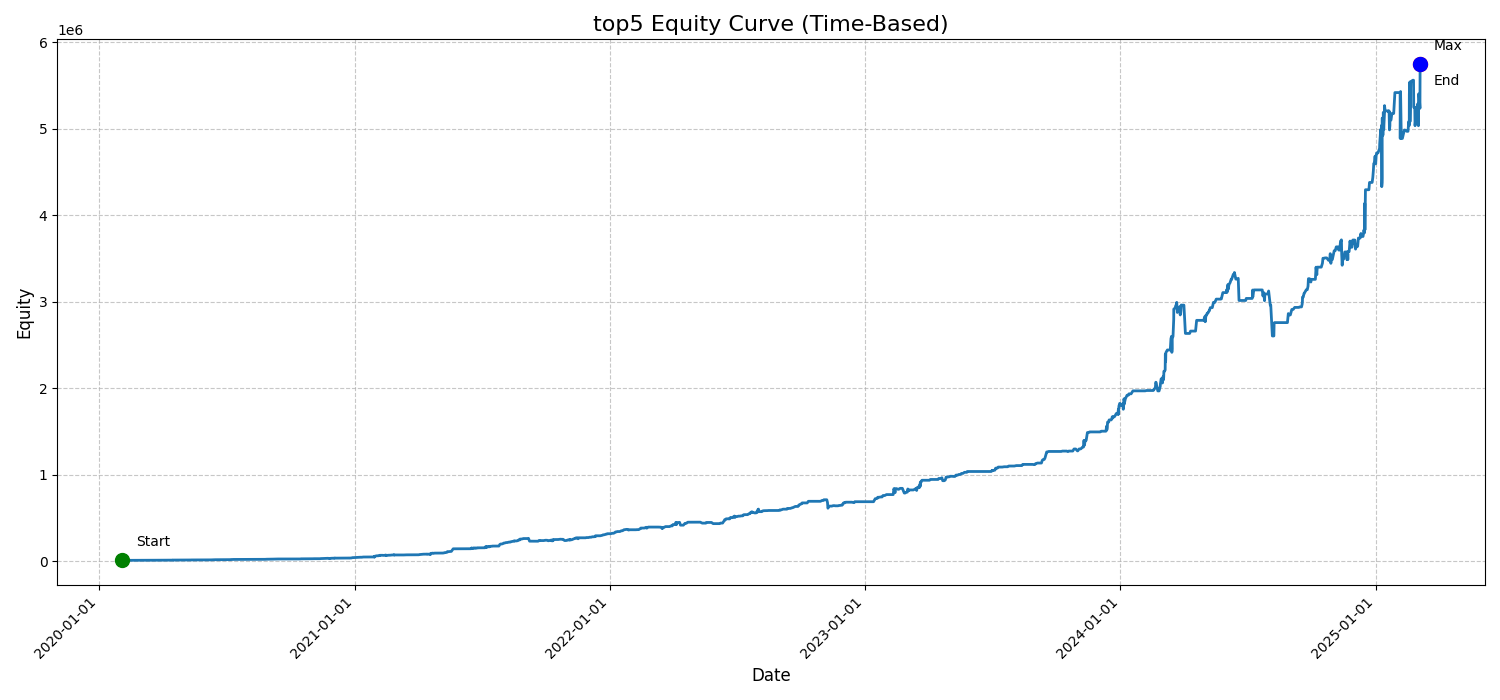 top5 Equity Curve (Time-Based)
1e6
6
5
4
3
2
1
0
Equity
Max
End
Start
2020-01-01
2021-01-01
2022-01-01
2023-01-01
2024-01-01
2025-01-01
Date